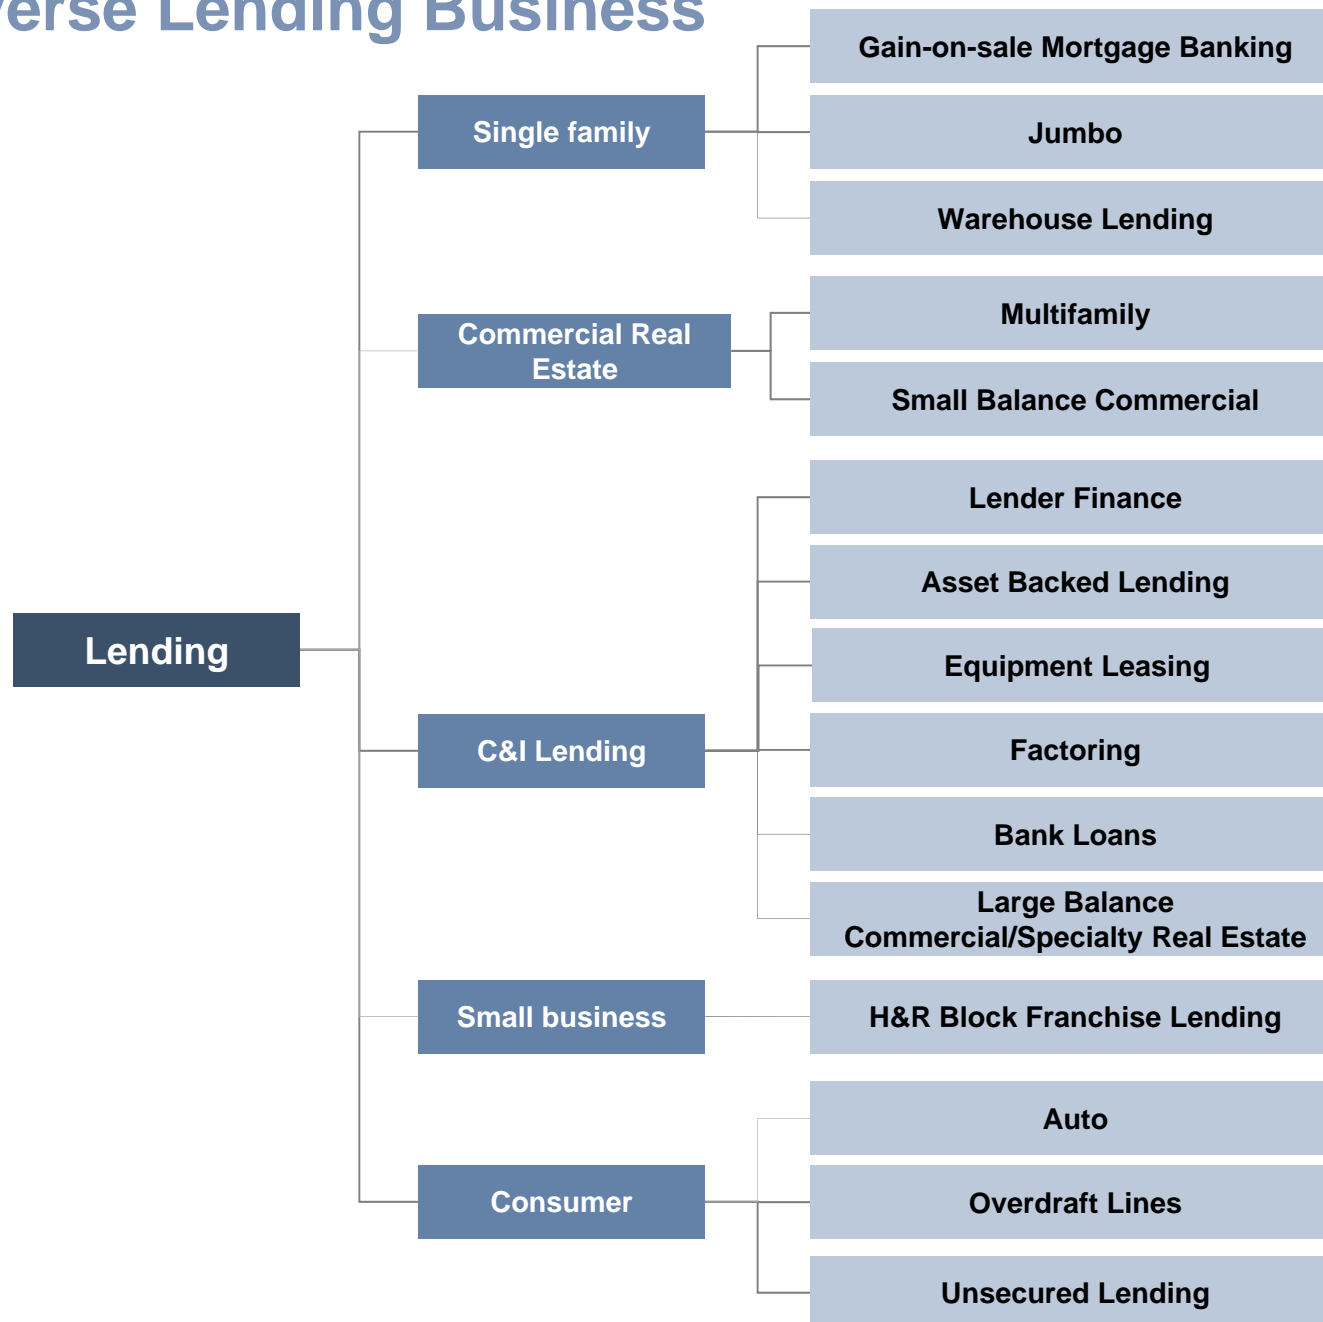 Lending Business
Gain-on-sale Mortgage Banking
Single family
Jumbo
Warehouse Lending
Commercial Real
Estate
Multifamily
Small Balance Commercial
Lending
C&I Lending
Lender Finance
Asset Backed Lending
Equipment Leasing
Factoring
Bank Loans
Large Balance
Commercial/Specialty Real Estate
Small business
H&R Block Franchise Lending
Consumer
Auto
Overdraft Lines
Unsecured Lending